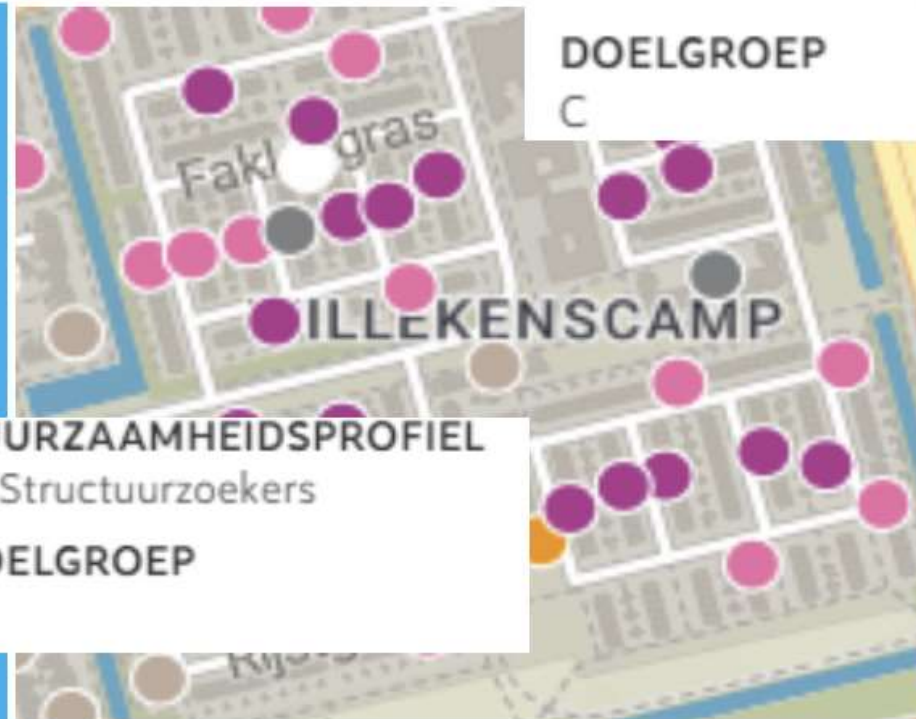 DOELGROEP
C
Fakl gras
ILLEKENSCAMP
URZAAMHEIDSPROFIEL
Structuurzoekers
ELGROEP